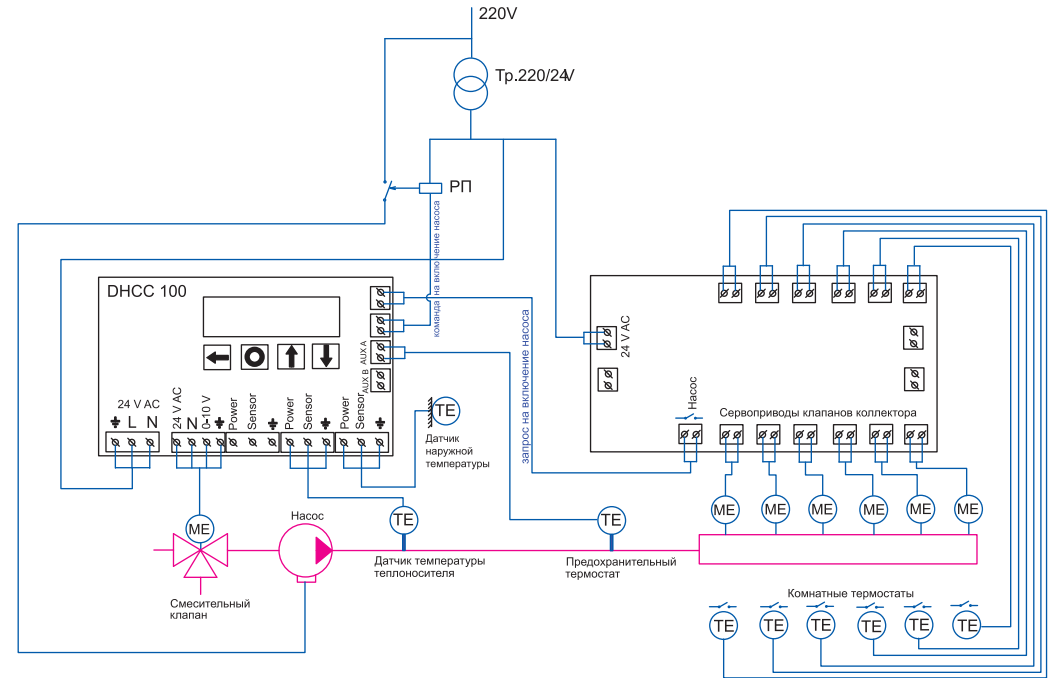 220V
Тр.220/24V
РП
команда на включение насоса
запрос на включение насоса
DHCC 100
AUX A
AUX B
24 V AC
L N
24 V AC
N
0-10 V
Power
Sensor
Power
Sensor
Power
Sensor
24 V AC
Насос
Сервоприводы клапанов коллектора
TE
Датчик
наружной
температуры
ME
Насос
TE
TE
ME ME ME ME ME ME
Датчик температуры
теплоносителя
Предохранительный
термостат
Смесительный
клапан
Комнатные термостаты
TE TE TE TE TE TE